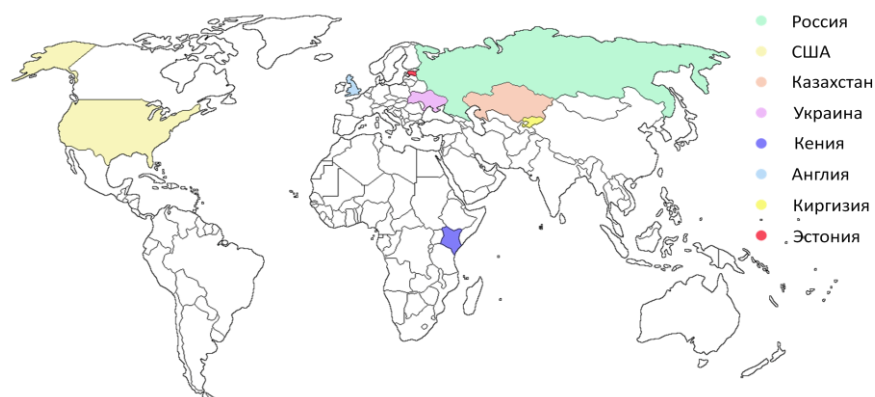 Россия
США
Казахстан
Украина
Кения
Англия
Киргизия
Эстония